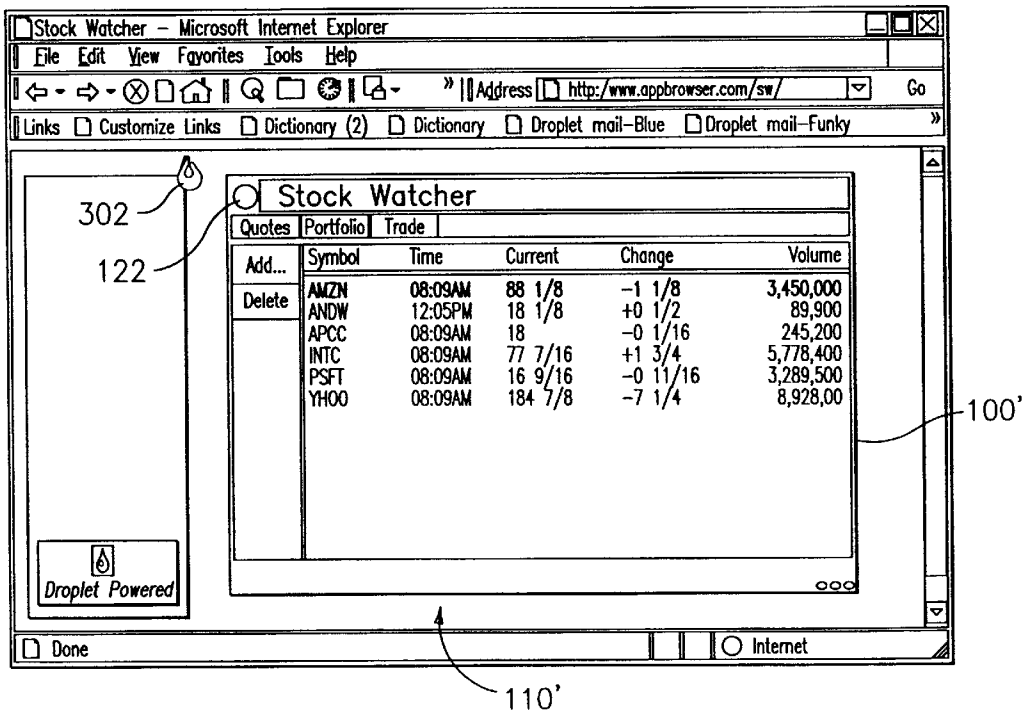 Stock Watcher – Microsoft Internet Explorer
File Edit View Favorites Tools Help
» Address http:/www.appbrowser.com/sw/ Go
Links Customize Links Dictionary (2) Dictionary Droplet mail–Blue Droplet mail–Funky »
302
122
Stock Watcher
Quotes Portfolio Trade
Add...
Delete
Symbol Time Current Change Volume
AMZN 08:09AM 88 1/8 –1 1/8 3,450,000
ANDW 12:05PM 18 1/8 +0 1/2 89,900
APCC 08:09AM 18 –0 1/16 245,200
INTC 08:09AM 77 7/16 +1 3/4 5,778,400
PSFT 08:09AM 16 9/16 –0 11/16 3,289,500
YHOO 08:09AM 184 7/8 –7 1/4 8,928,00
100'
Droplet Powered
Done Internet
110'